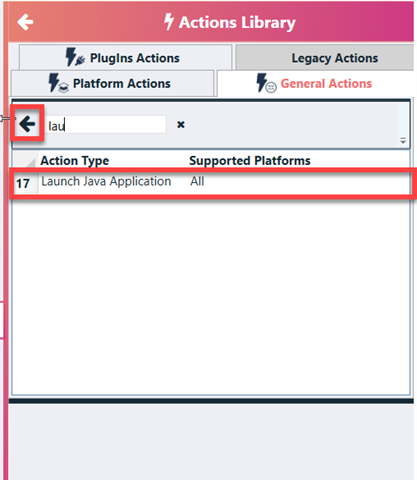 Actions Library
PlugIns Actions
Legacy Actions
Platform Actions
General Actions
lau
Action Type Supported Platforms
17 Launch Java Application All